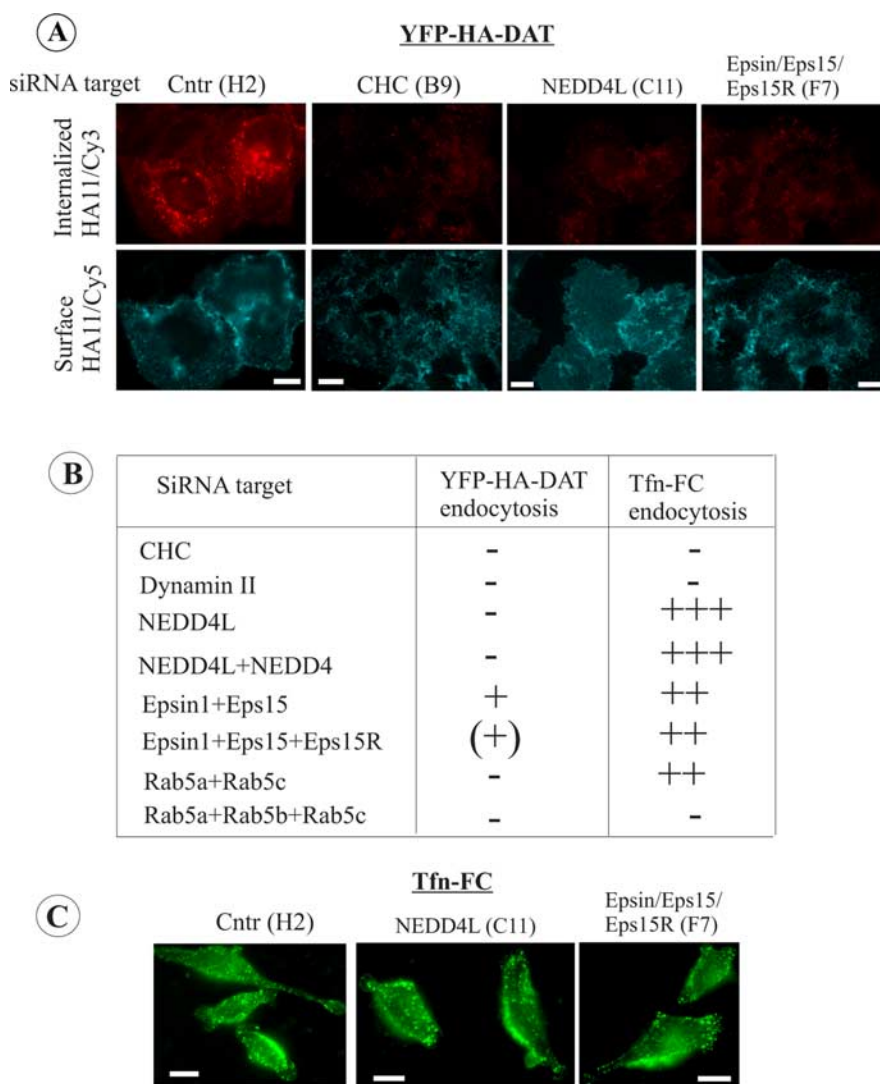 A
YFP-HA-DAT
siRNA target
Cntr (H2)
CHC (B9)
NEDD4L (C11)
Epsin/Eps15/
Eps15R (F7)
Internalized
HA11/Cy3
Surface
HA11/Cy5
B
SiRNA target
YFP-HA-DAT
endocytosis
Tfn-FC
endocytosis
CHC - -
Dynamin II - -
NEDD4L - +++
NEDD4L+NEDD4 - +++
Epsin1+Eps15 + ++
Epsin1+Eps15+Eps15R (+) ++
Rab5a+Rab5c - ++
Rab5a+Rab5b+Rab5c - -
C
Tfn-FC
Cntr (H2)
NEDD4L (C11)
Epsin/Eps15/
Eps15R (F7)